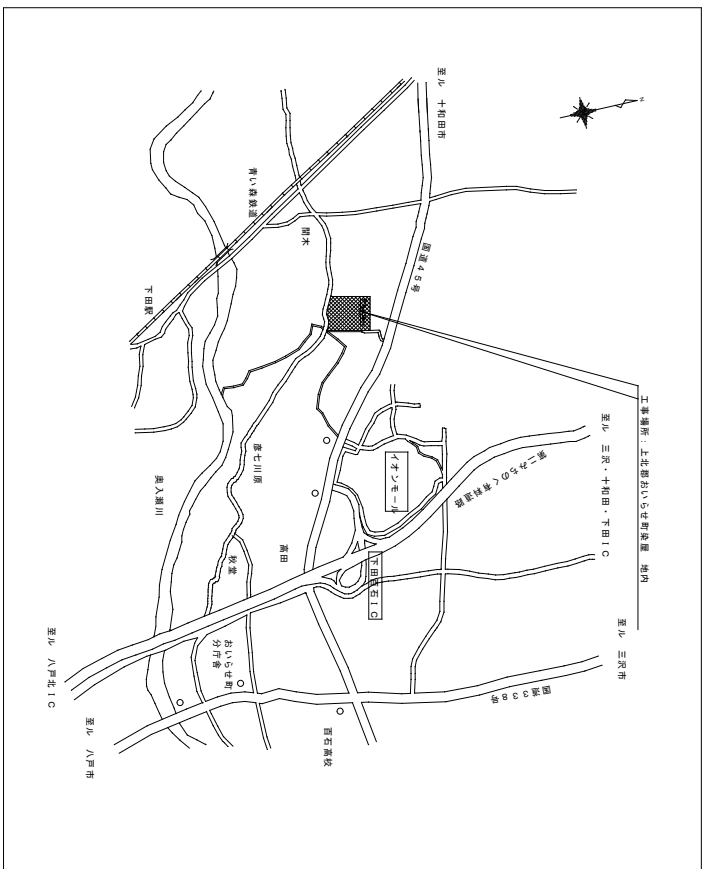 N
工事場所：上北郡おいらせ町染屋　地内
至ル　三沢・十和田・下田IC
至ル　三沢市
第二みちのく有料道路
国道338号
至ル　十和田市
国道45号
イオンモール
下田百石IC
百石高校
青い森鉄道
間木
下田駅
彦七川原
高田
秋堂
おいらせ町
分庁舎
奥入瀬川
至ル　八戸北IC
至ル　八戸市